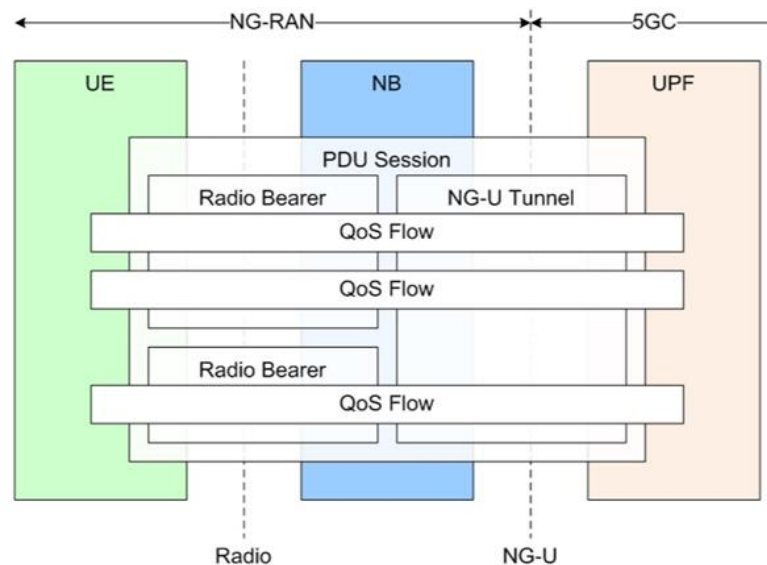 NG-RAN
5GC
UE
NB
UPF
PDU Session
Radio Bearer
NG-U Tunnel
QoS Flow
QoS Flow
Radio Bearer
QoS Flow
Radio
NG-U